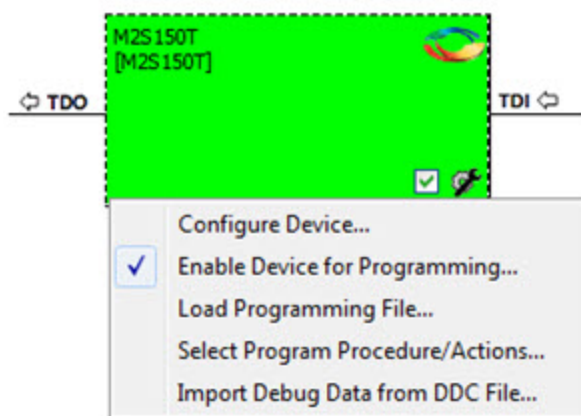 M2S150T
[M2S150T]
TDO
TDI
Configure Device...
Enable Device for Programming...
Load Programming File...
Select Program Procedure/Actions...
Import Debug Data from DDC File...